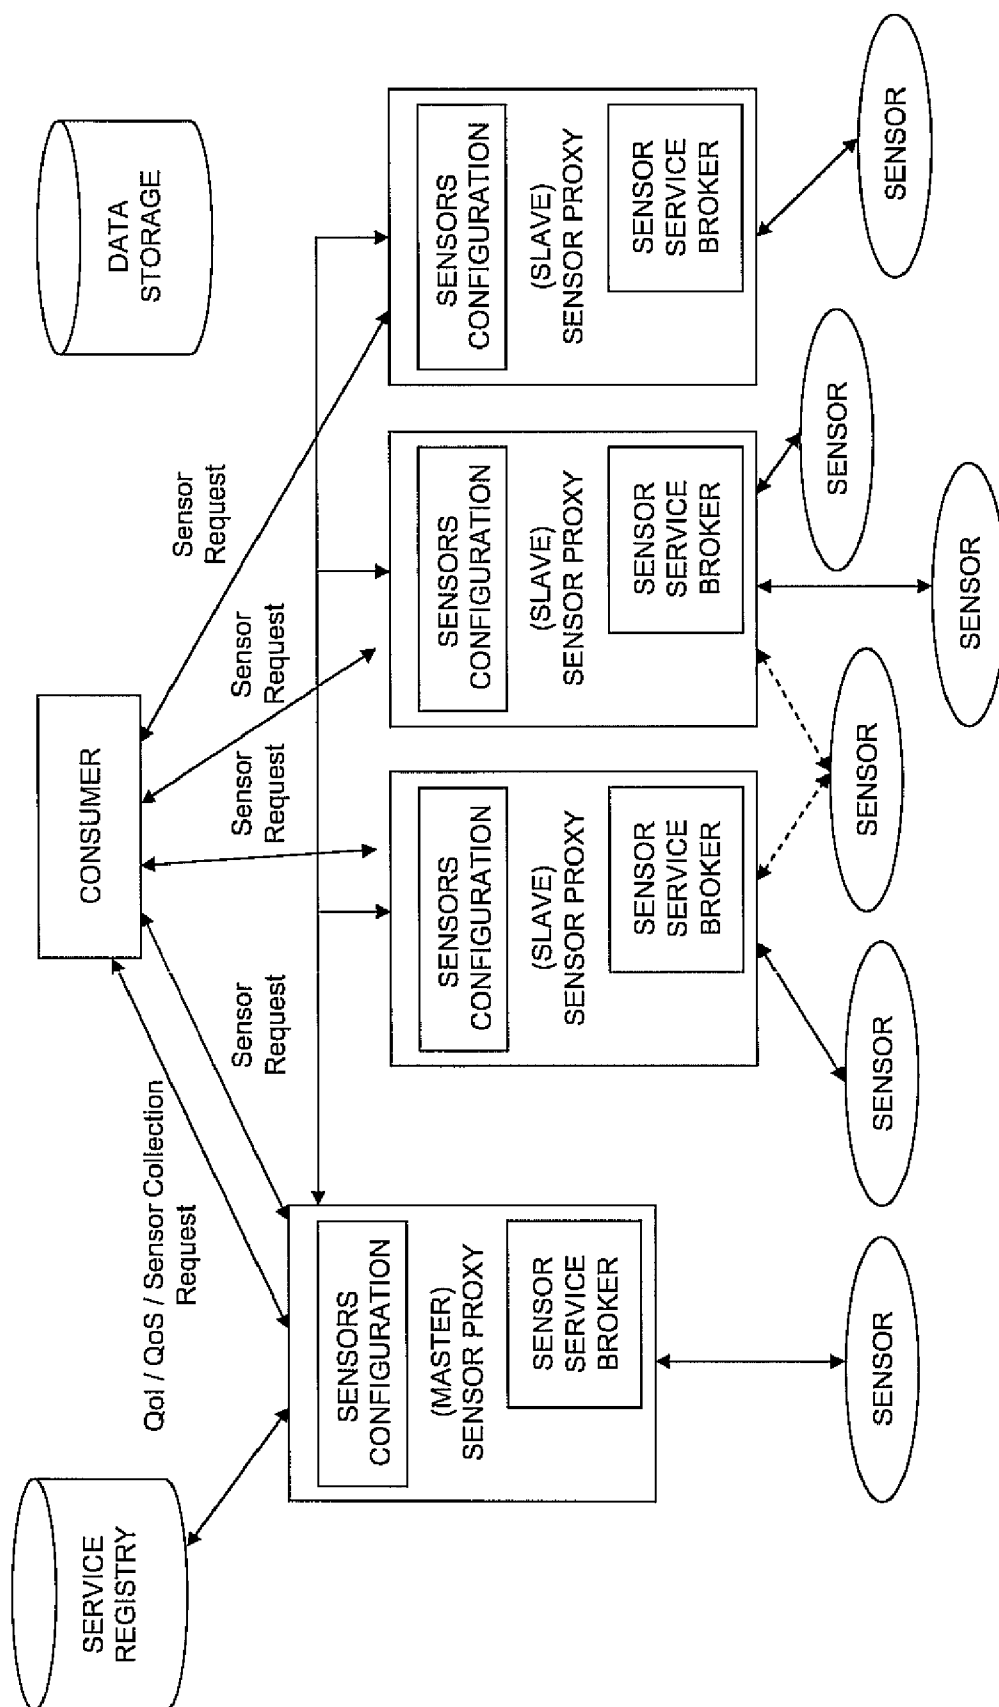 SERVICE
REGISTRY
CONSUMER
DATA
STORAGE
QoI / QoS / Sensor Collection
Request
Sensor
Request
Sensor
Request
Sensor
Request
Sensor
Request
SENSORS
CONFIGURATION
(MASTER)
SENSOR PROXY
SENSOR
SERVICE
BROKER
SENSORS
CONFIGURATION
(SLAVE)
SENSOR PROXY
SENSOR
SERVICE
BROKER
SENSORS
CONFIGURATION
(SLAVE)
SENSOR PROXY
SENSOR
SERVICE
BROKER
SENSORS
CONFIGURATION
(SLAVE)
SENSOR PROXY
SENSOR
SERVICE
BROKER
SENSOR
SENSOR
SENSOR
SENSOR
SENSOR
SENSOR